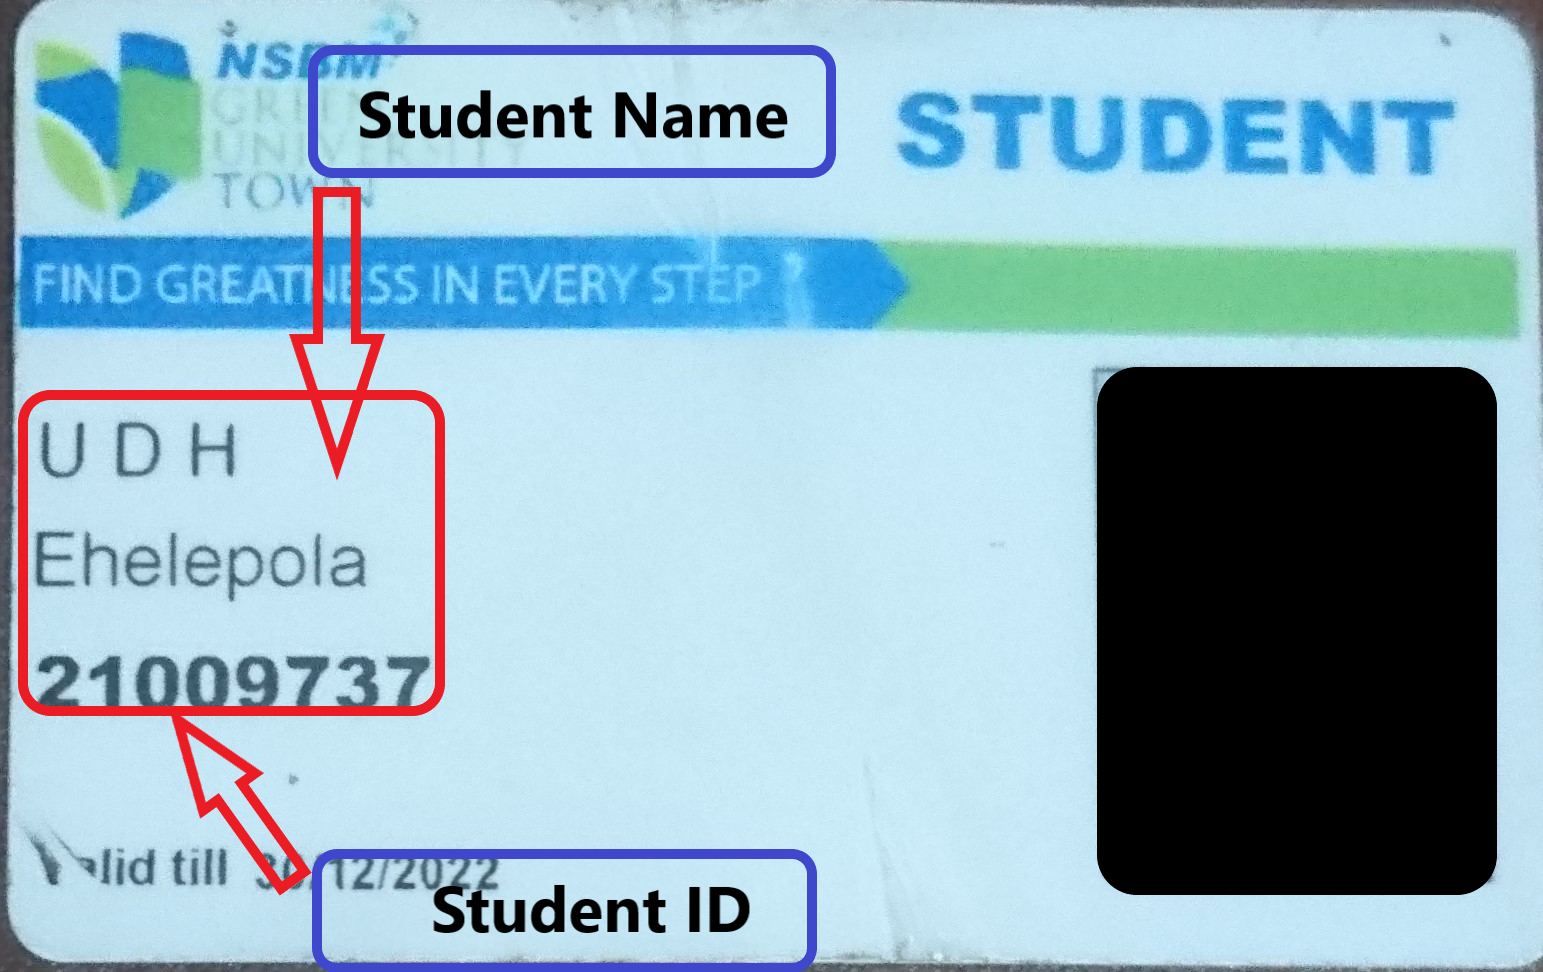 NSBM
GREEN
UNIVERSITY
TOWN
Student Name
STUDENT
FIND GREATNESS IN EVERY STEP
U D H
Ehelepola
21009737
Valid till 30/12/2022
Student ID